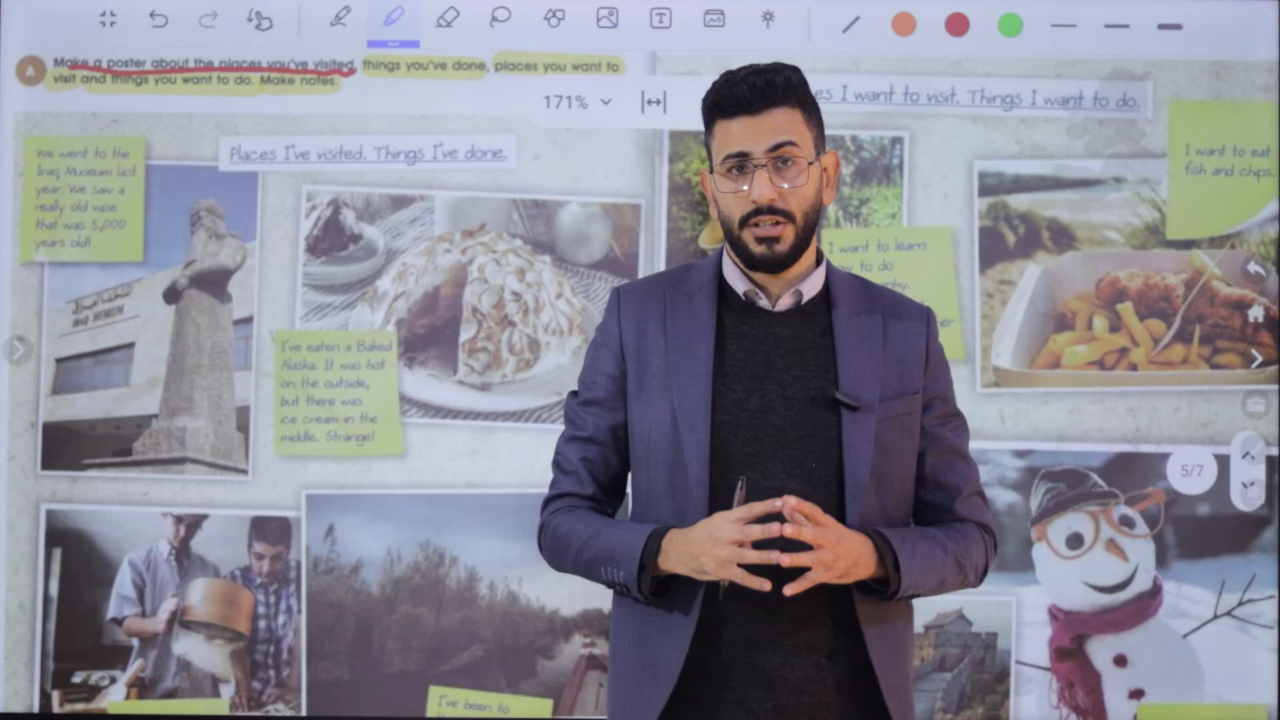 A
Make a poster about the places you've visited, things you've done, places you want to
visit and things you want to do. Make notes.
171%
I want to visit. Things I want to do.
Places I've visited. Things I've done.
We went to the
Iraq Museum last
year. We saw a
really old vase
that was 5,000
years old!
IRAQ MUSEUM
I've eaten a Baked
Alaska. It was hot
on the outside,
but there was
ice cream in the
middle. Strange!
I want to learn
to do
I want to eat
fish and chips.
5/7
I've been to